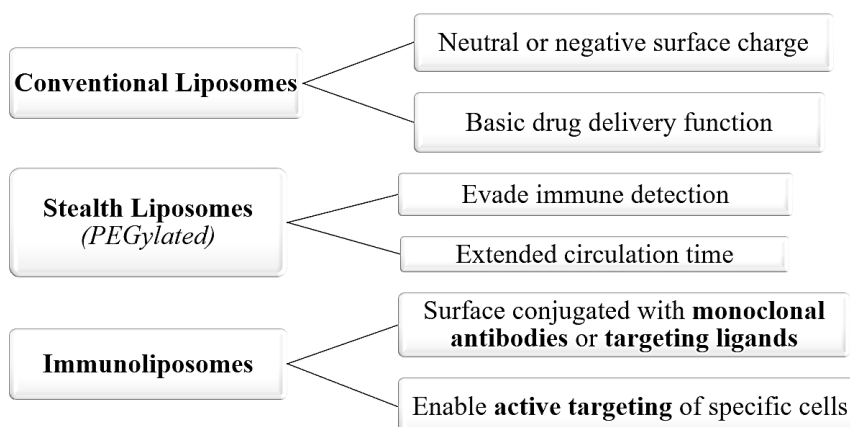 Conventional Liposomes
Neutral or negative surface charge
Basic drug delivery function
Stealth Liposomes
(PEGylated)
Evade immune detection
Extended circulation time
Immunoliposomes
Surface conjugated with monoclonal
antibodies or targeting ligands
Enable active targeting of specific cells